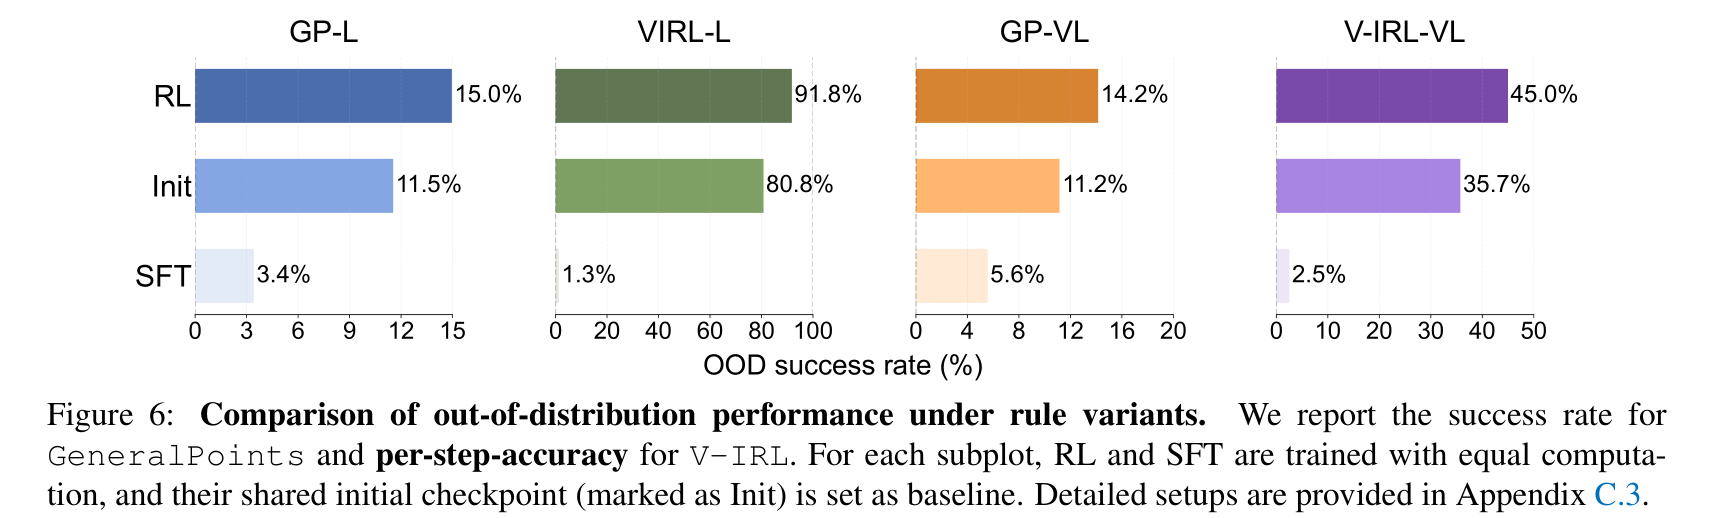 GP-L VIRL-L GP-VL V-IRL-VL
RL 15.0% 91.8% 14.2% 45.0%
Init 11.5% 80.8% 11.2% 35.7%
SFT 3.4% 1.3% 5.6% 2.5%
0 3 6 9 12 15 0 20 40 60 80 100 0 4 8 12 16 20 0 10 20 30 40 50
OOD success rate (%)
Figure 6: Comparison of out-of-distribution performance under rule variants. We report the success rate for
GeneralPoints and per-step-accuracy for V-IRL. For each subplot, RL and SFT are trained with equal computa-
tion, and their shared initial checkpoint (marked as Init) is set as baseline. Detailed setups are provided in Appendix C.3.